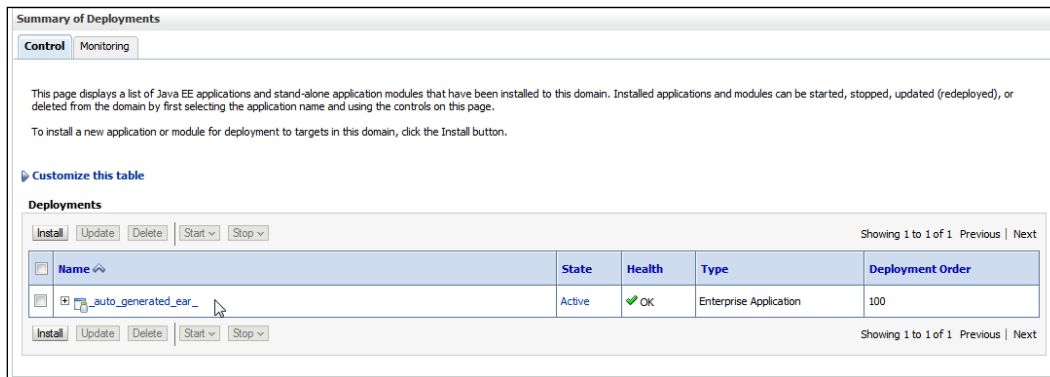 Summary of Deployments
Control Monitoring
This page displays a list of Java EE applications and stand-alone application modules that have been installed to this domain. Installed applications and modules can be started, stopped, updated (redeployed), or
deleted from the domain by first selecting the application name and using the controls on this page.
To install a new application or module for deployment to targets in this domain, click the Install button.
Customize this table
Deployments
Install Update Delete Start Stop Showing 1 to 1 of 1 Previous | Next
Name State Health Type Deployment Order
_auto_generated_ear_ Active OK Enterprise Application 100
Install Update Delete Start Stop Showing 1 to 1 of 1 Previous | Next